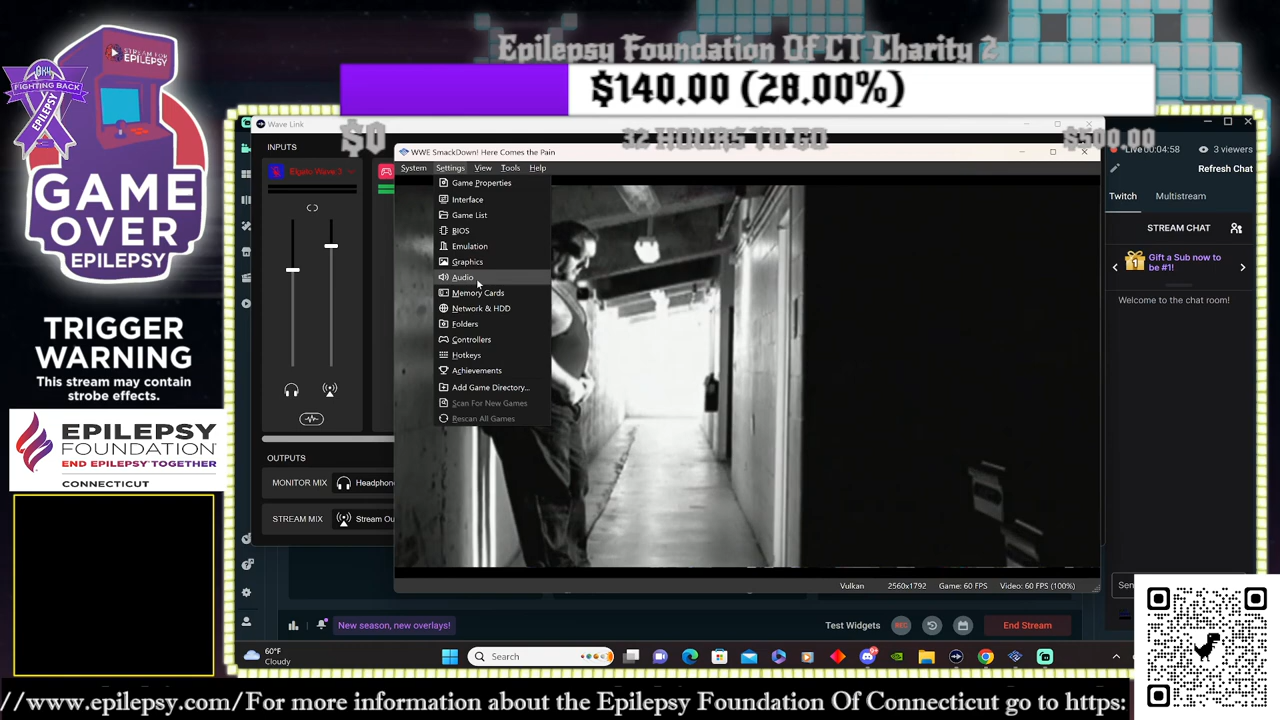 Epilepsy Foundation Of CT Charity 2
$140.00 (28.00%)
$0
32 HOURS TO GO
$500.00
STREAM FOR
EPILEPSY
FIGHTING BACK
EPILEPSY
GAME
OVER
EPILEPSY
TRIGGER
WARNING
This stream may contain
strobe effects.
EPILEPSY
FOUNDATION
END EPILEPSY TOGETHER
CONNECTICUT
Wave Link
INPUTS
Elgato Wave:3
OUTPUTS
MONITOR MIX
Headphon
STREAM MIX
Stream Ou
WWE SmackDown! Here Comes the Pain
System Settings View Tools Help
Game Properties
Interface
Game List
BIOS
Emulation
Graphics
Audio
Memory Cards
Network & HDD
Folders
Controllers
Hotkeys
Achievements
Add Game Directory...
Scan For New Games
Rescan All Games
Vulkan 2560x1792 Game: 60 FPS Video: 60 FPS (100%)
Live 00:04:58 3 viewers
Refresh Chat
Twitch Multistream
STREAM CHAT
Gift a Sub now to
be #1!
Welcome to the chat room!
Sen
New season, new overlays!
Test Widgets
REC
End Stream
60°F
Cloudy
Search
//www.epilepsy.com/For more information about the Epilepsy Foundation Of Connecticut go to https: